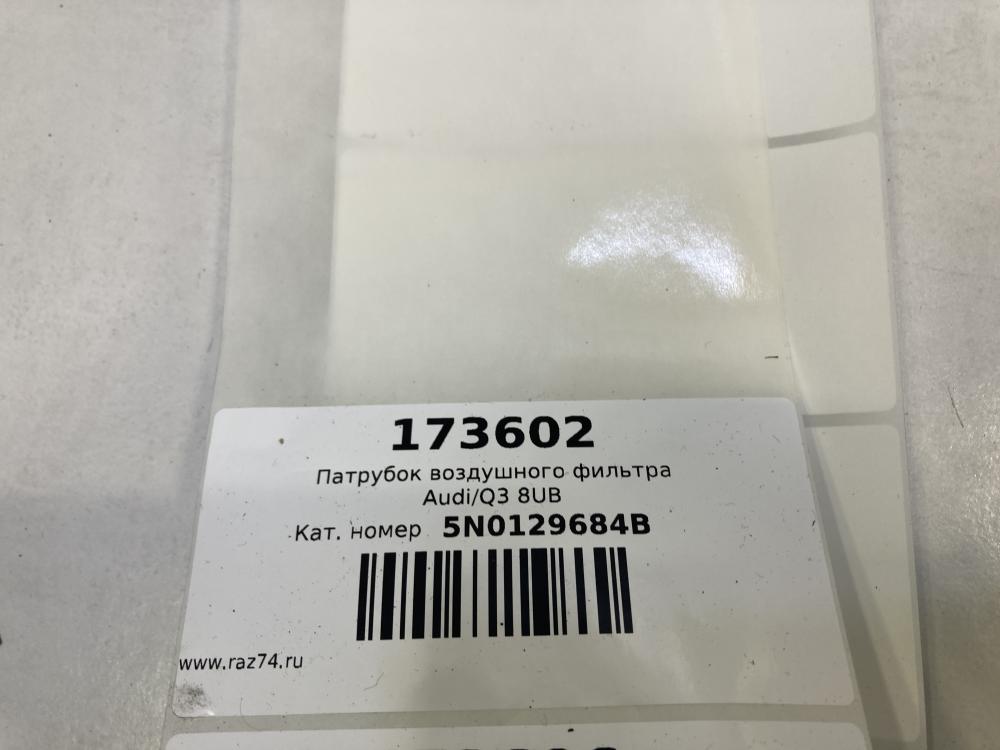 173602
Патрубок воздушного фильтра
Audi/Q3 8UB
Кат. номер 5N0129684B
www.raz74.ru